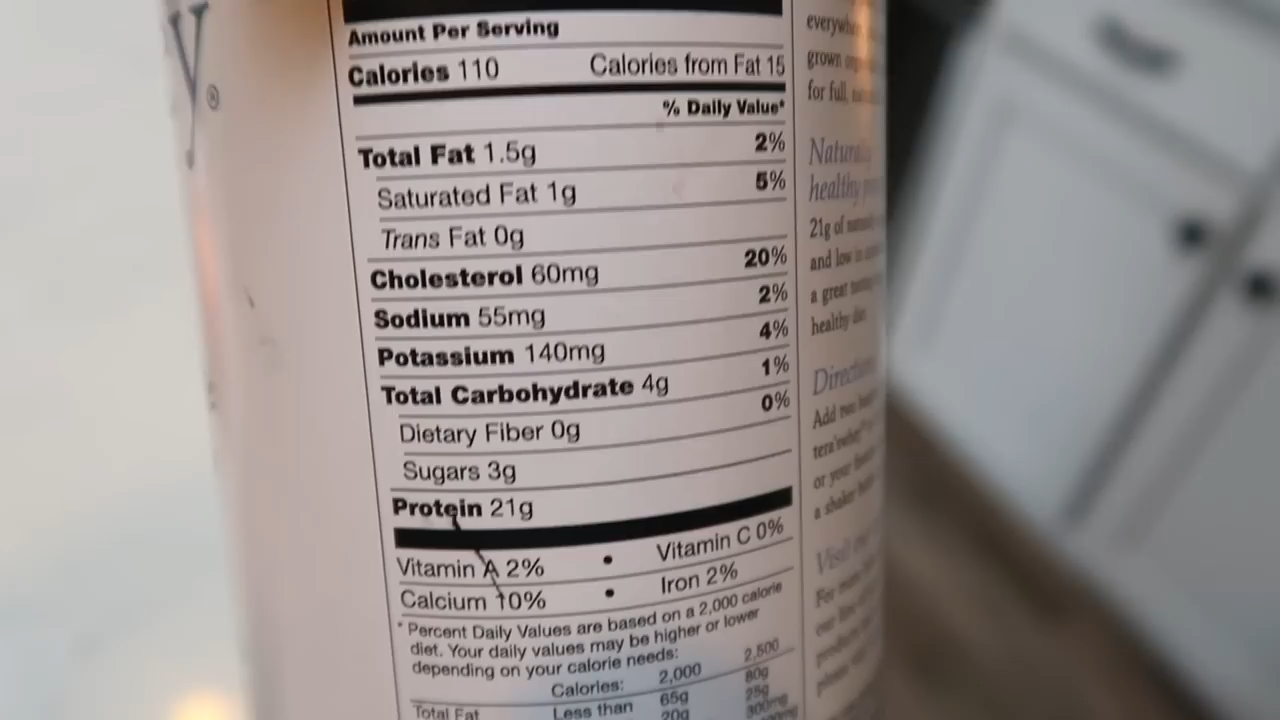 y®
Amount Per Serving
Calories 110 Calories from Fat 15
% Daily Value*
Total Fat 1.5g 2%
Saturated Fat 1g 5%
Trans Fat 0g
Cholesterol 60mg 20%
Sodium 55mg 2%
Potassium 140mg 4%
Total Carbohydrate 4g 1%
Dietary Fiber 0g 0%
Sugars 3g
Protein 21g
Vitamin A 2% • Vitamin C 0%
Calcium 10% • Iron 2%
*Percent Daily Values are based on a 2,000 calorie
diet. Your daily values may be higher or lower
depending on your calorie needs:
Calories: 2,000 2,500
Total Fat Less than 65g 80g
20g 25g
300mg
grown
for full,
healthy
21g of
and low in
a great
healthy
Add two
or your
a shaker